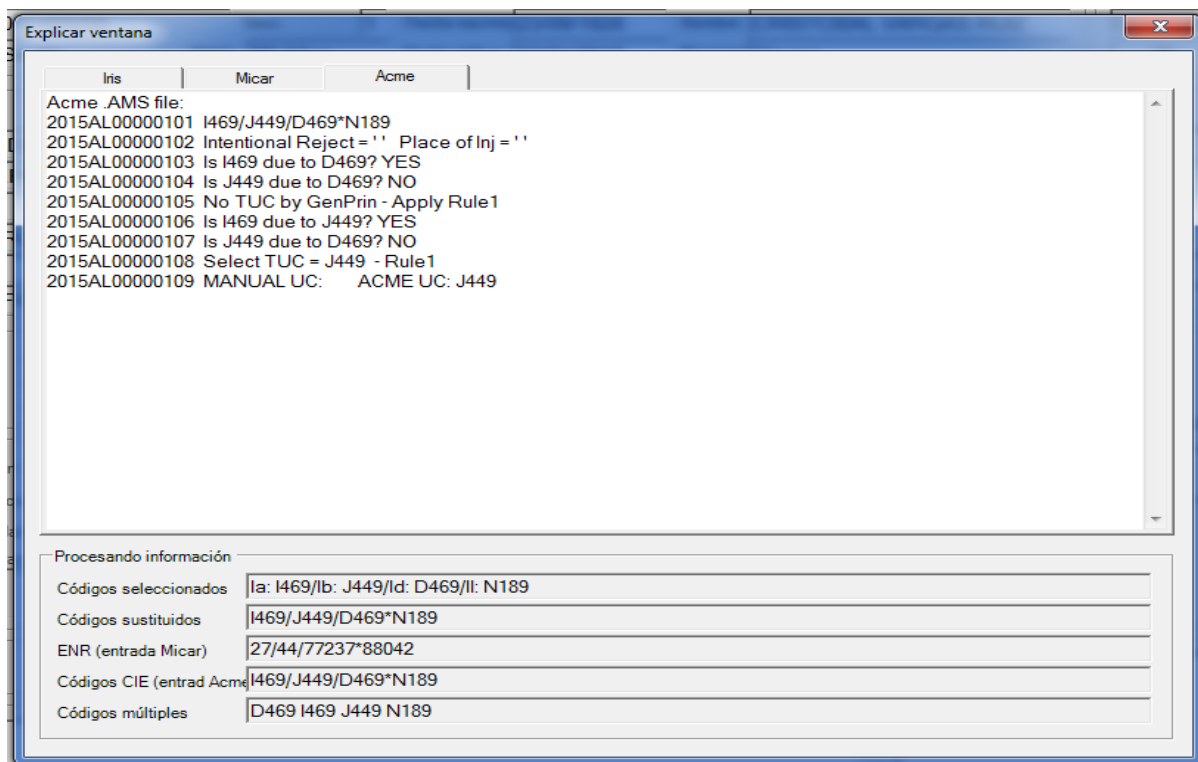 Explicar ventana
Iris Micar Acme
Acme .AMS file:
2015AL00000101 I469/J449/D469*N189
2015AL00000102 Intentional Reject = ' ' Place of Inj = ' '
2015AL00000103 Is I469 due to D469? YES
2015AL00000104 Is J449 due to D469? NO
2015AL00000105 No TUC by GenPrin - Apply Rule1
2015AL00000106 Is I469 due to J449? YES
2015AL00000107 Is J449 due to D469? NO
2015AL00000108 Select TUC = J449 - Rule1
2015AL00000109 MANUAL UC: ACME UC: J449
Procesando información
Códigos seleccionados Ia: I469/Ib: J449/Id: D469/II: N189
Códigos sustituidos I469/J449/D469*N189
ENR (entrada Micar) 27/44/77237*88042
Códigos CIE (entrad Acme I469/J449/D469*N189
Códigos múltiples D469 I469 J449 N189